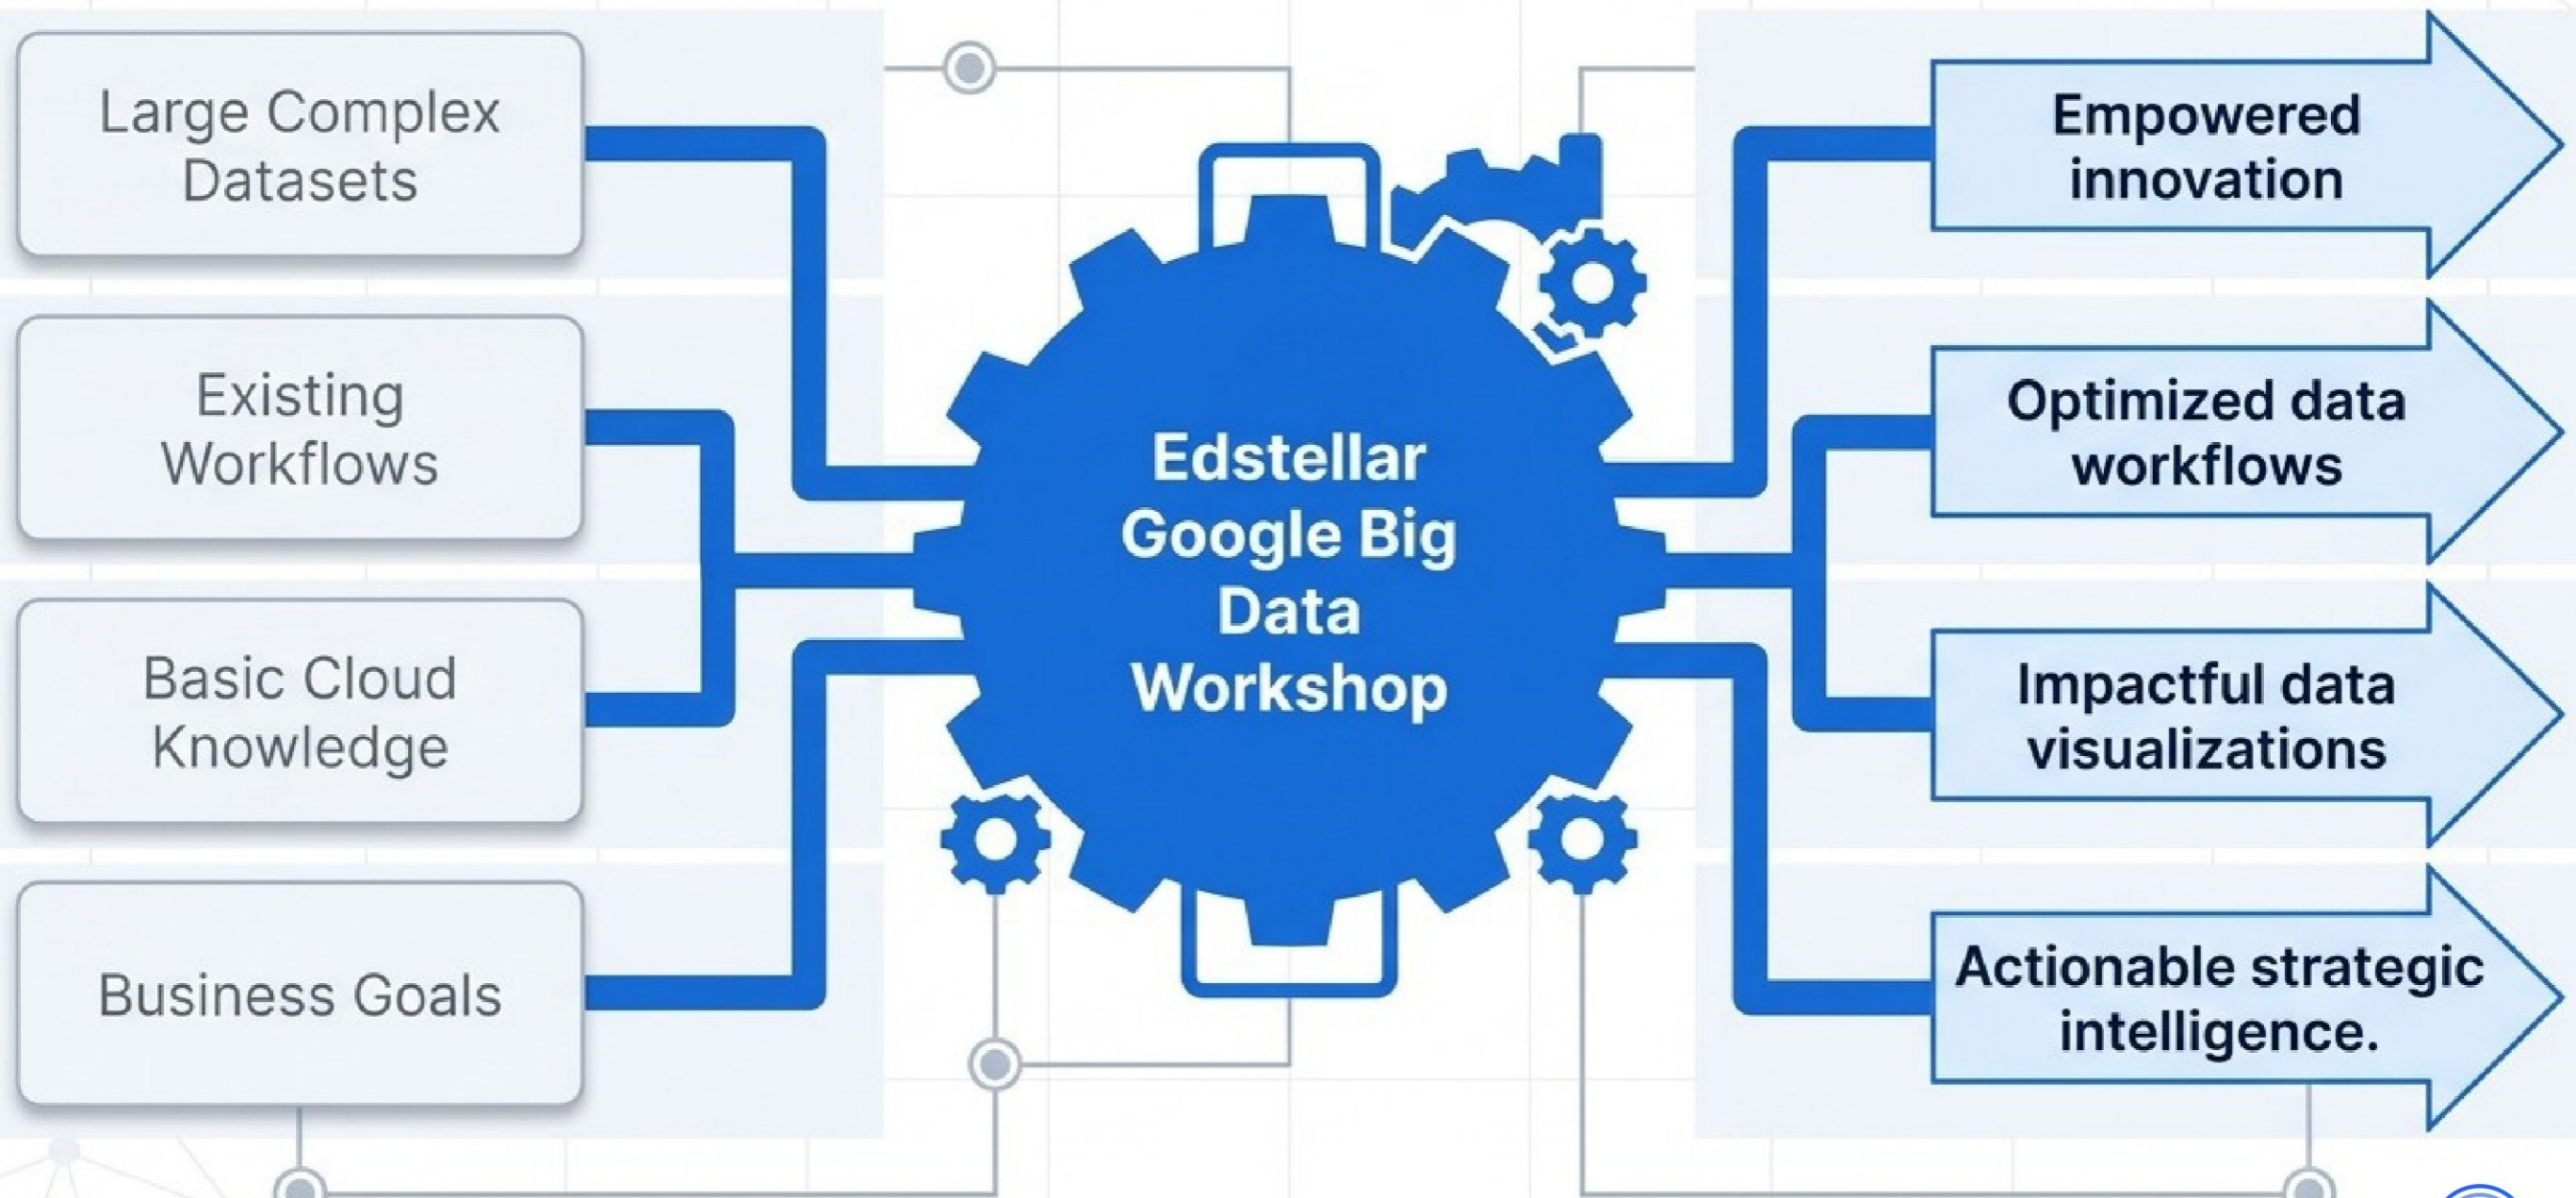 Large Complex
Datasets
Existing
Workflows
Basic Cloud
Knowledge
Business Goals
Edstellar
Google Big
Data
Workshop
Empowered
innovation
Optimized data
workflows
Impactful data
visualizations
Actionable strategic
intelligence.